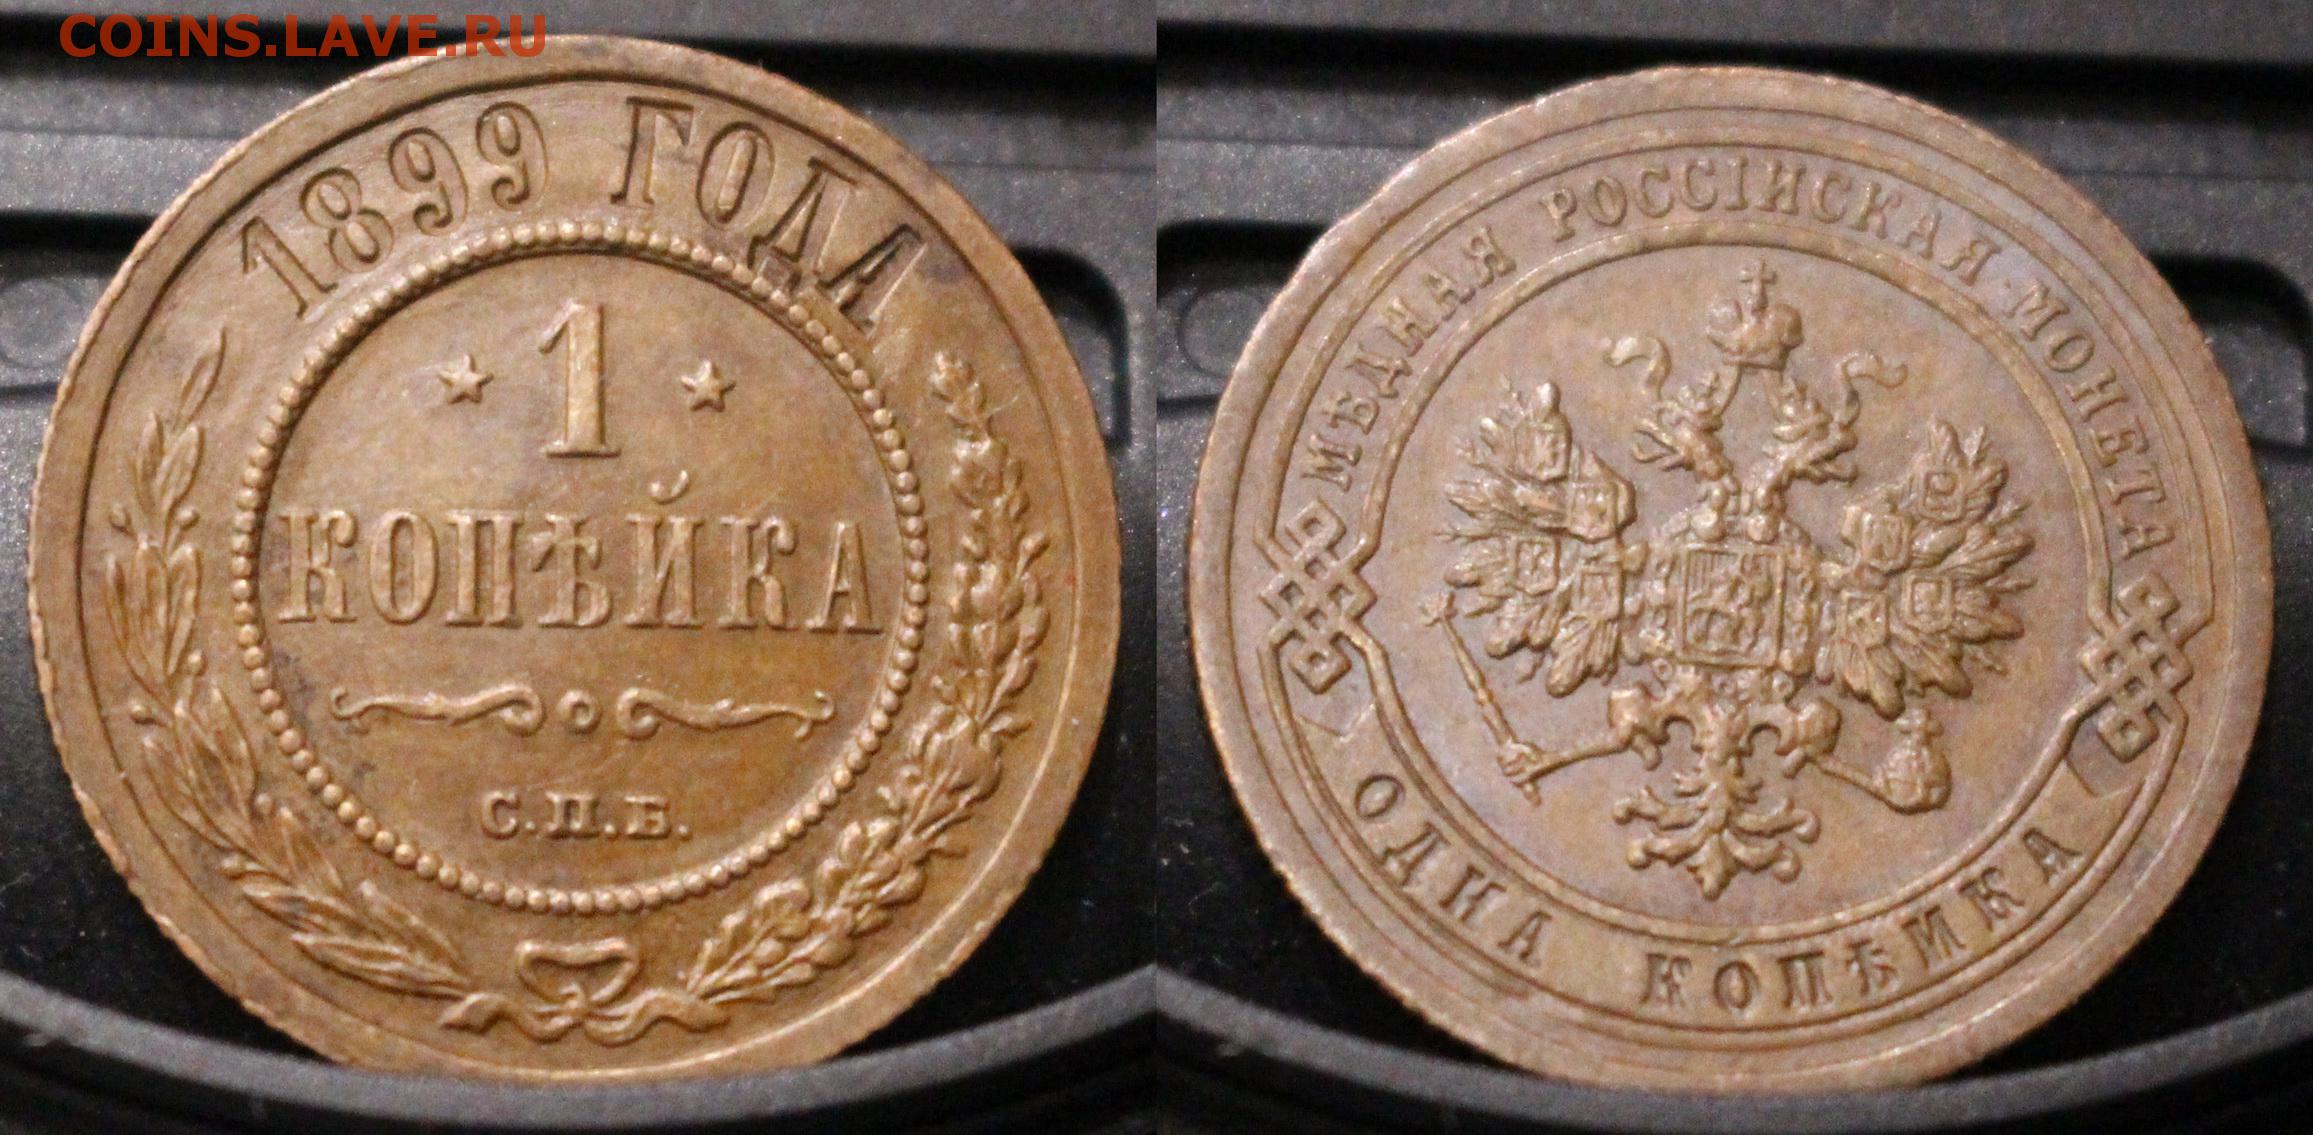 COINS.LAVE.RU
1899 ГОДА
1
КОПѢЙКА
С.П.Б.
МѢДНАЯ РОССІЙСКАЯ МОНЕТА
ОДНА КОПѢЙКА